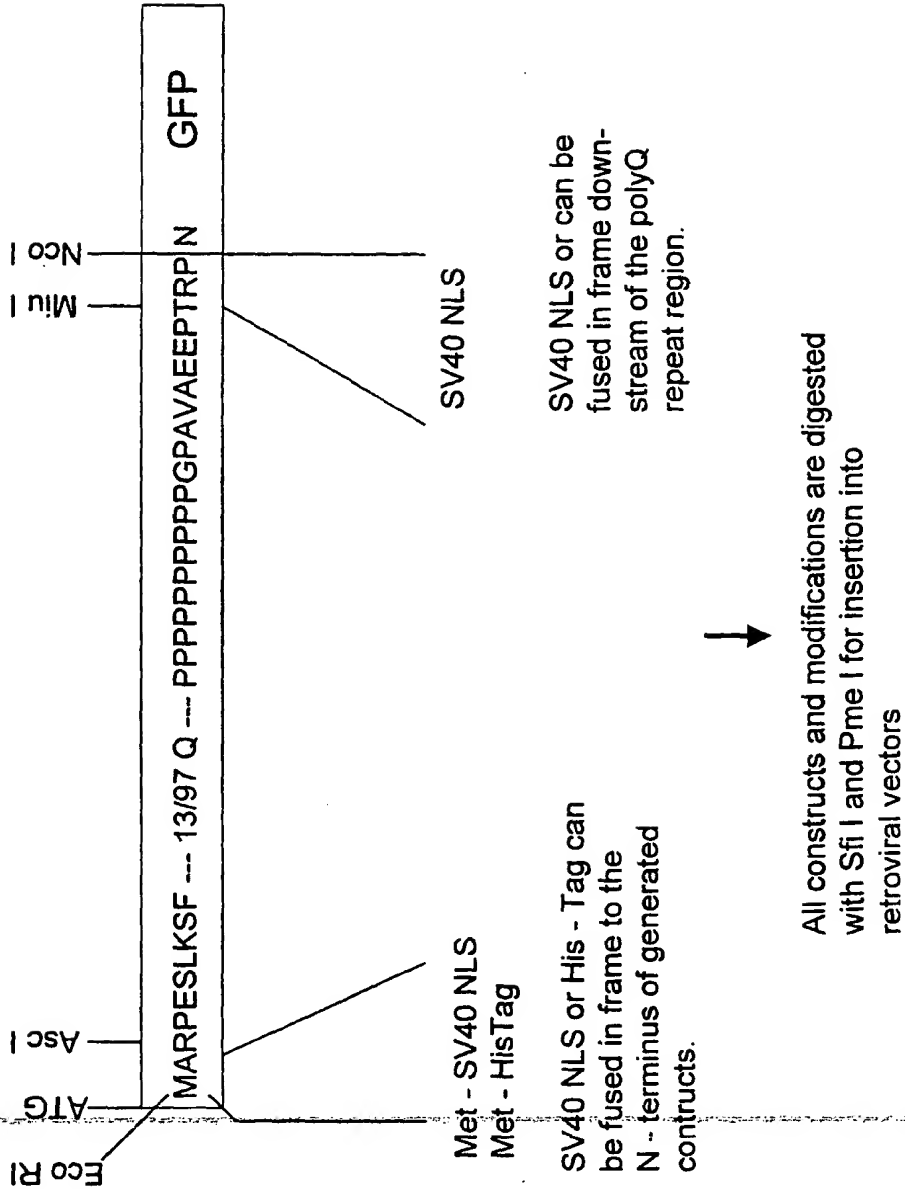 Eco RI
ATG
Asc I
Miu I
Nco I
MARPESLKSF --- 13/97 Q --- PPPPPPPPPPPGPAVAEEPTRP N GFP
Met - SV40 NLS
Met - HisTag
SV40 NLS or His - Tag can
be fused in frame to the
N - terminus of generated
contructs.
SV40 NLS
SV40 NLS or can be
fused in frame down-
stream of the polyQ
repeat region.
All constructs and modifications are digested
with Sfi I and Pme I for insertion into
retroviral vectors